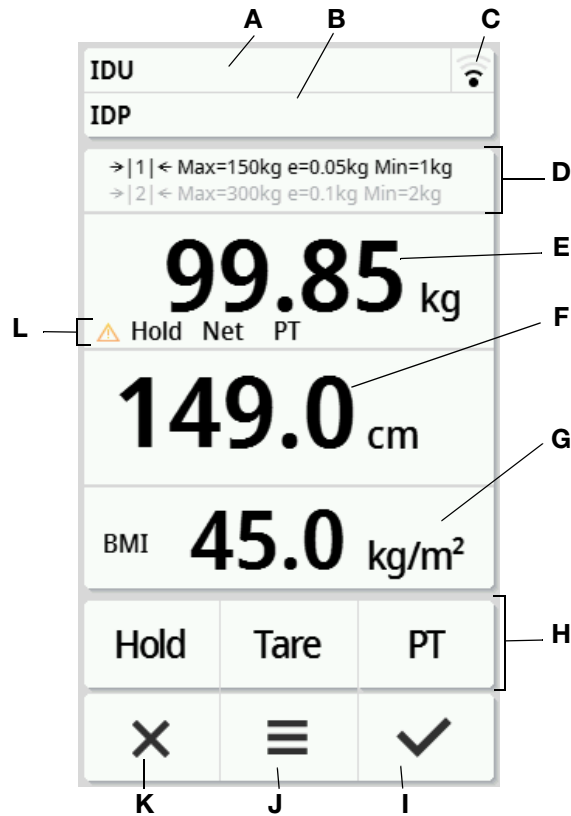 A B C
IDU
IDP
→|1|← Max=150kg e=0.05kg Min=1kg
→|2|← Max=300kg e=0.1kg Min=2kg
D
99.85 kg
E
L
Hold Net PT
F
149.0 cm
G
BMI 45.0 kg/m²
Hold Tare PT
H
K J I